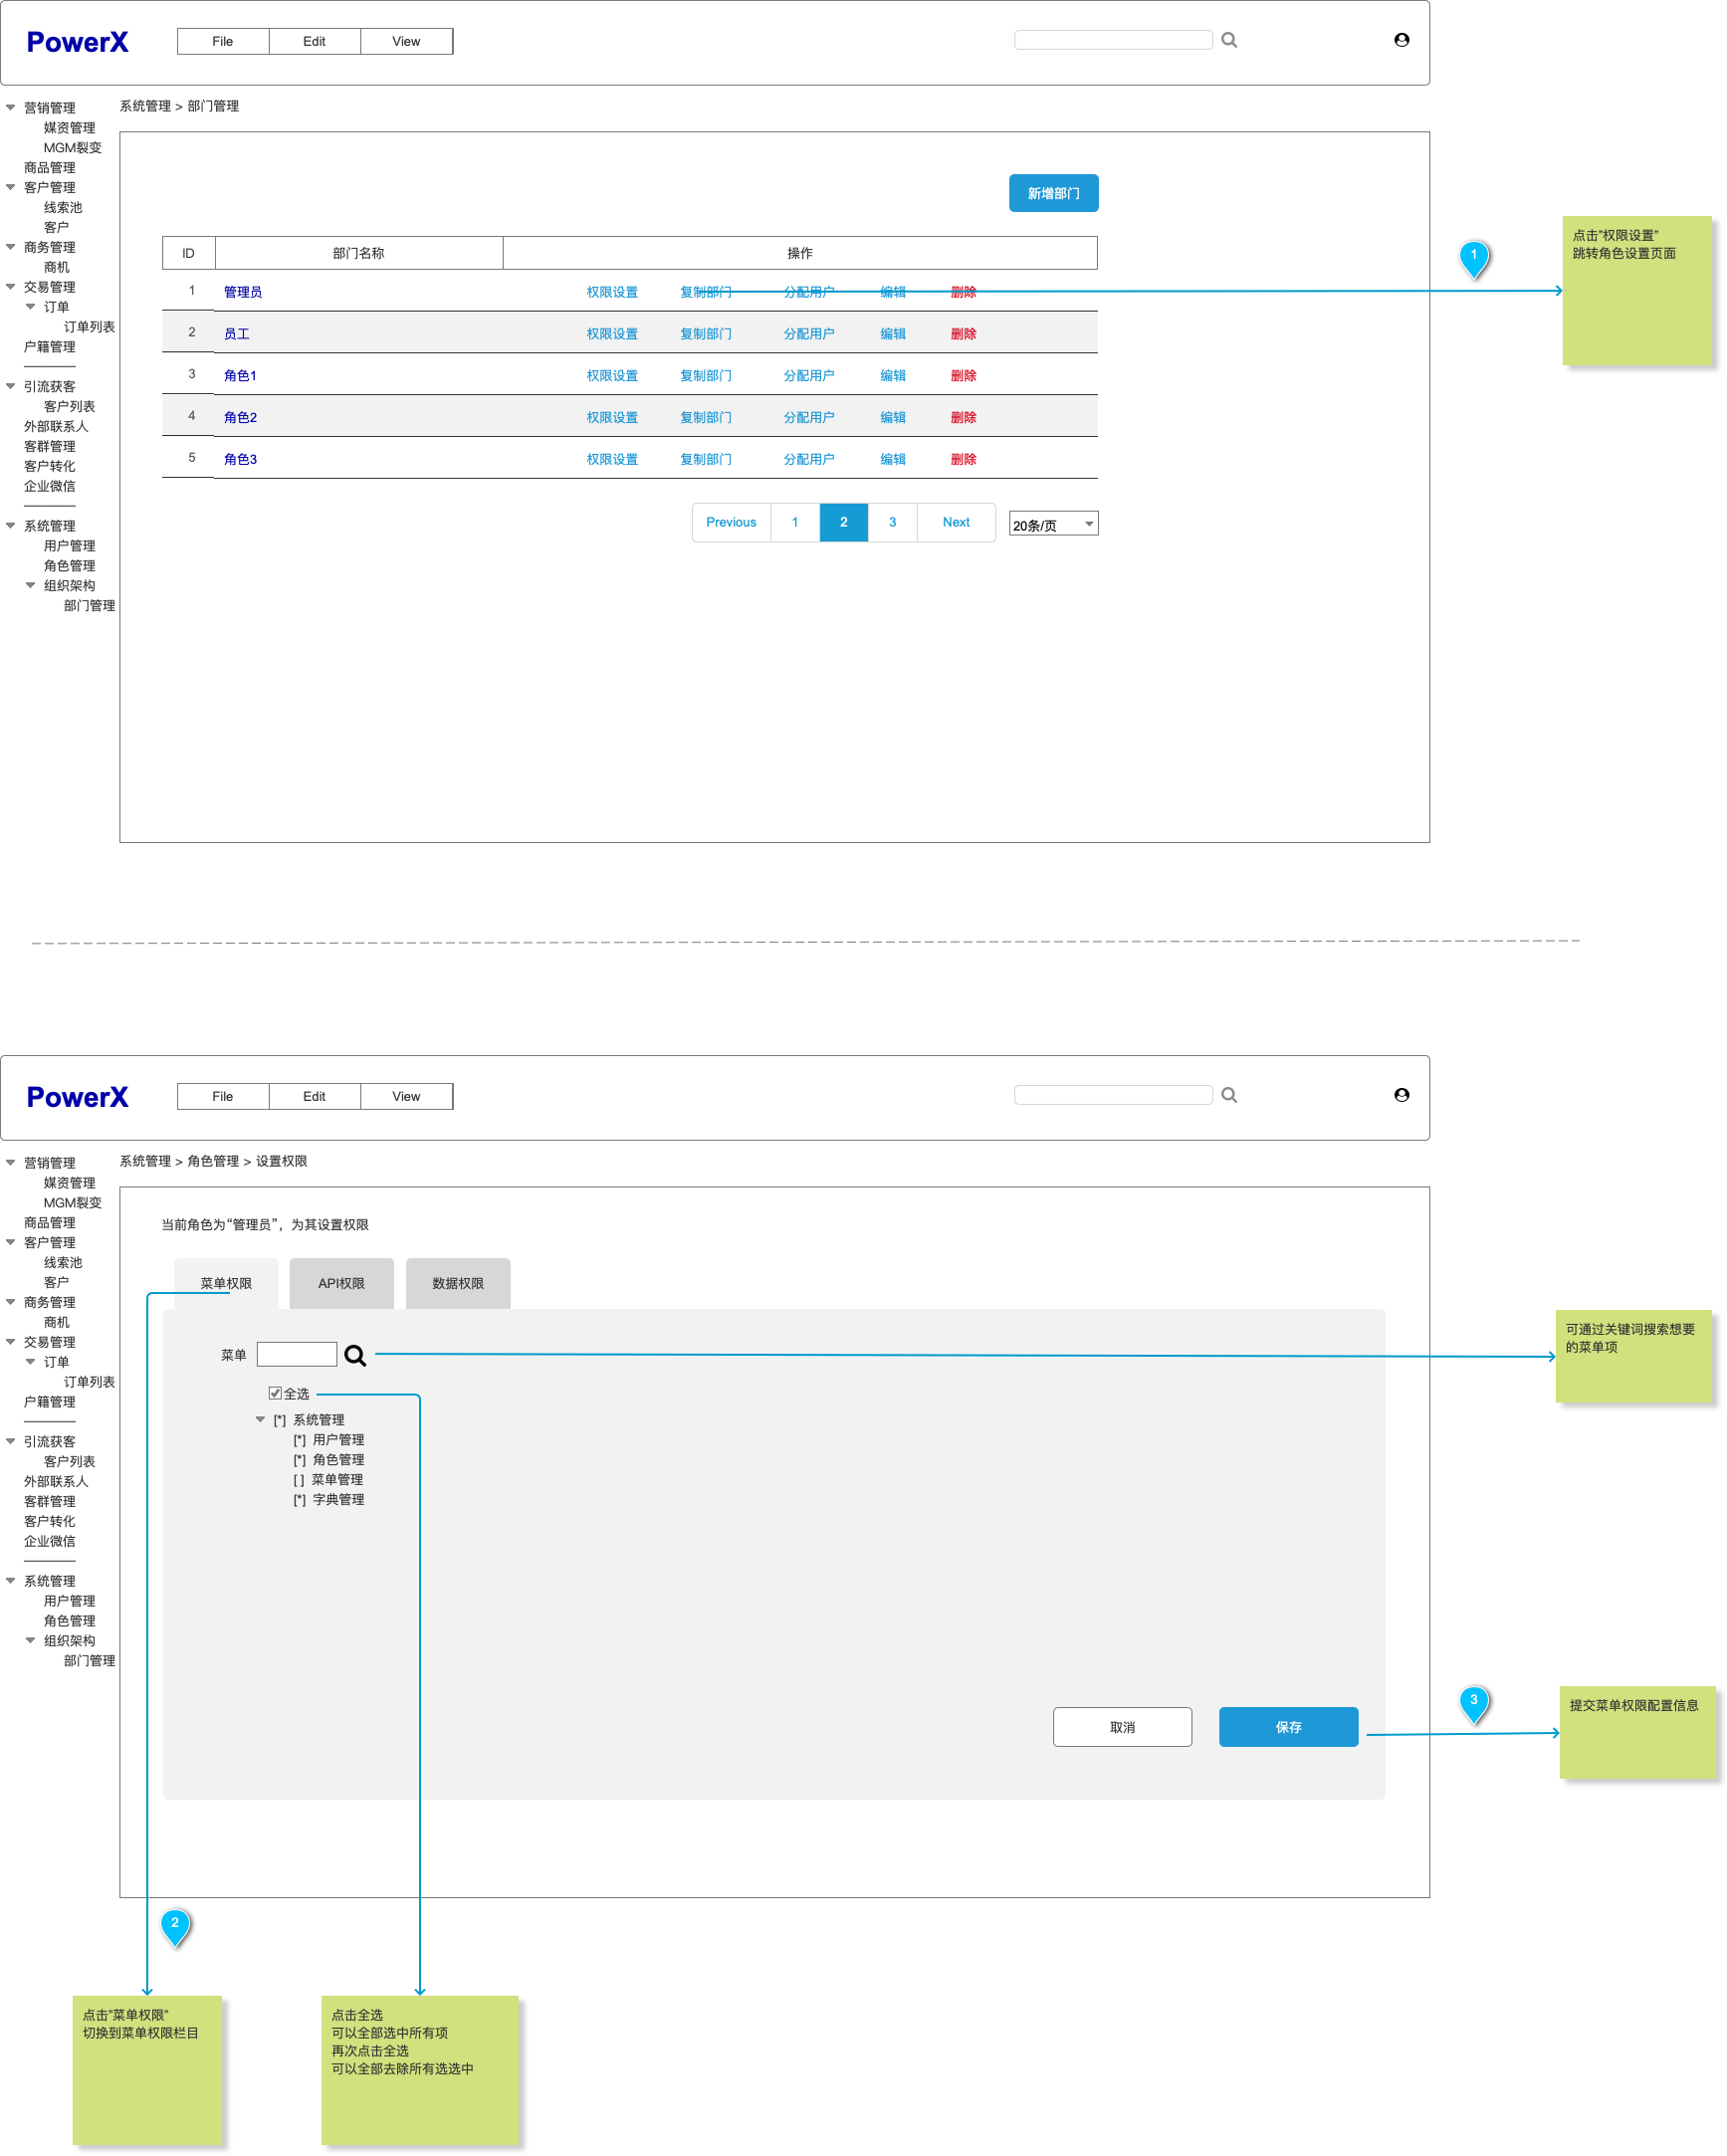 PowerX
File Edit View
系统管理 > 部门管理
营销管理
媒资管理
MGM裂变
商品管理
客户管理
线索池
客户
商务管理
商机
交易管理
订单
订单列表
户籍管理
引流获客
客户列表
外部联系人
客群管理
客户转化
企业微信
系统管理
用户管理
角色管理
组织架构
部门管理
新增部门
ID 部门名称 操作
1 管理员 权限设置 复制部门 分配用户 编辑 删除
2 员工 权限设置 复制部门 分配用户 编辑 删除
3 角色1 权限设置 复制部门 分配用户 编辑 删除
4 角色2 权限设置 复制部门 分配用户 编辑 删除
5 角色3 权限设置 复制部门 分配用户 编辑 删除
Previous 1 2 3 Next 20条/页
1
点击"权限设置"
跳转角色设置页面
PowerX
File Edit View
系统管理 > 角色管理 > 设置权限
营销管理
媒资管理
MGM裂变
商品管理
客户管理
线索池
客户
商务管理
商机
交易管理
订单
订单列表
户籍管理
引流获客
客户列表
外部联系人
客群管理
客户转化
企业微信
系统管理
用户管理
角色管理
组织架构
部门管理
当前角色为“管理员”，为其设置权限
菜单权限 API权限 数据权限
菜单
全选
[*] 系统管理
[*] 用户管理
[*] 角色管理
[ ] 菜单管理
[*] 字典管理
取消 保存
可通过关键词搜索想要
的菜单项
3
提交菜单权限配置信息
2
点击"菜单权限"
切换到菜单权限栏目
点击全选
可以全部选中所有项
再次点击全选
可以全部去除所有选选中